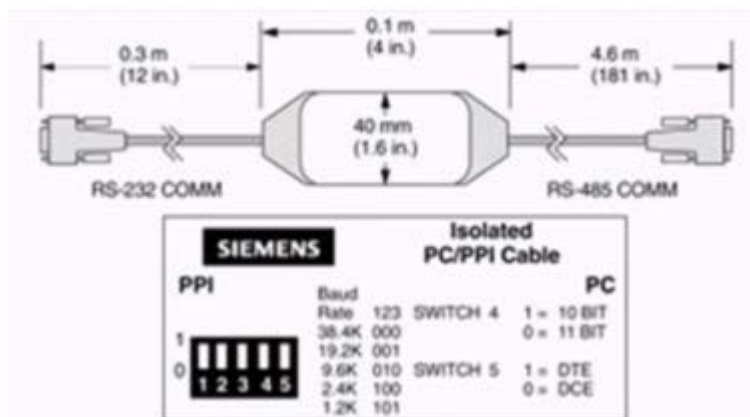 0.1 m
(4 in.)
0.3 m
(12 in.)
4.6 m
(181 in.)
40 mm
(1.6 in.)
RS-232 COMM
RS-485 COMM
SIEMENS
Isolated
PC/PPI Cable
PPI
PC
Baud
Rate 123 SWITCH 4 1 = 10 BIT
38.4K 000 0 = 11 BIT
19.2K 001
9.6K 010 SWITCH 5 1 = DTE
2.4K 100 0 = DCE
1.2K 101
1
0
1 2 3 4 5